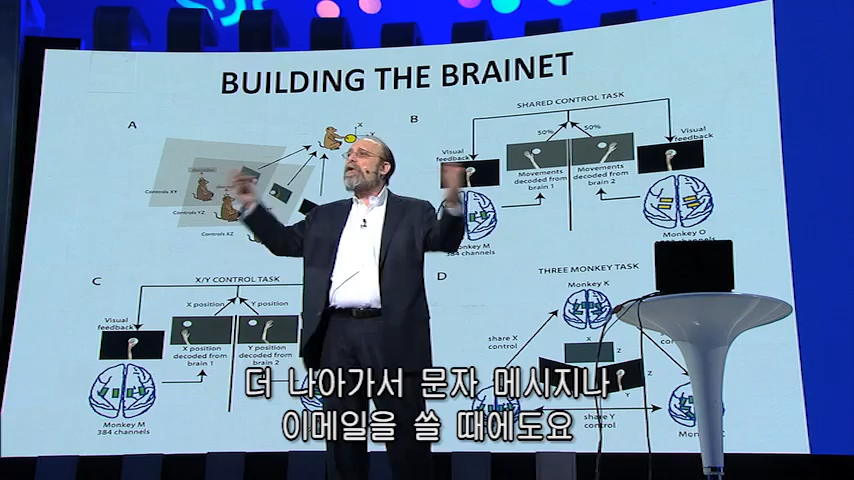 BUILDING THE BRAINET
A
X
Controls XY
Controls YZ
Controls XZ
B
SHARED CONTROL TASK
50%
50%
Visual
feedback
Visual
feedback
Movements
decoded from
brain 1
Movements
decoded from
brain 2
Monkey M
384 channels
Monkey O
C
X/Y CONTROL TASK
X position
Y position
Visual
feedback
X position
decoded from
brain 1
Y position
decoded from
brain 2
Monkey M
384 channels
D
THREE MONKEY TASK
Monkey K
share X
control
X
Z
Y
share Y
control
더 나아가서 문자 메시지나
이메일을 쓸 때에도요